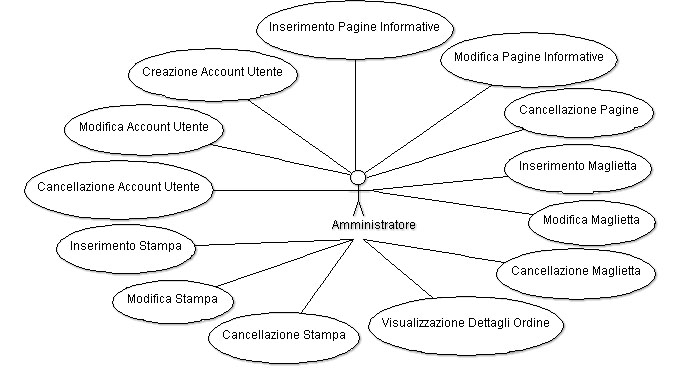 Inserimento Pagine Informative
Modifica Pagine Informative
Creazione Account Utente
Cancellazione Pagine
Modifica Account Utente
Inserimento Maglietta
Cancellazione Account Utente
Modifica Maglietta
Amministratore
Inserimento Stampa
Cancellazione Maglietta
Modifica Stampa
Visualizzazione Dettagli Ordine
Cancellazione Stampa